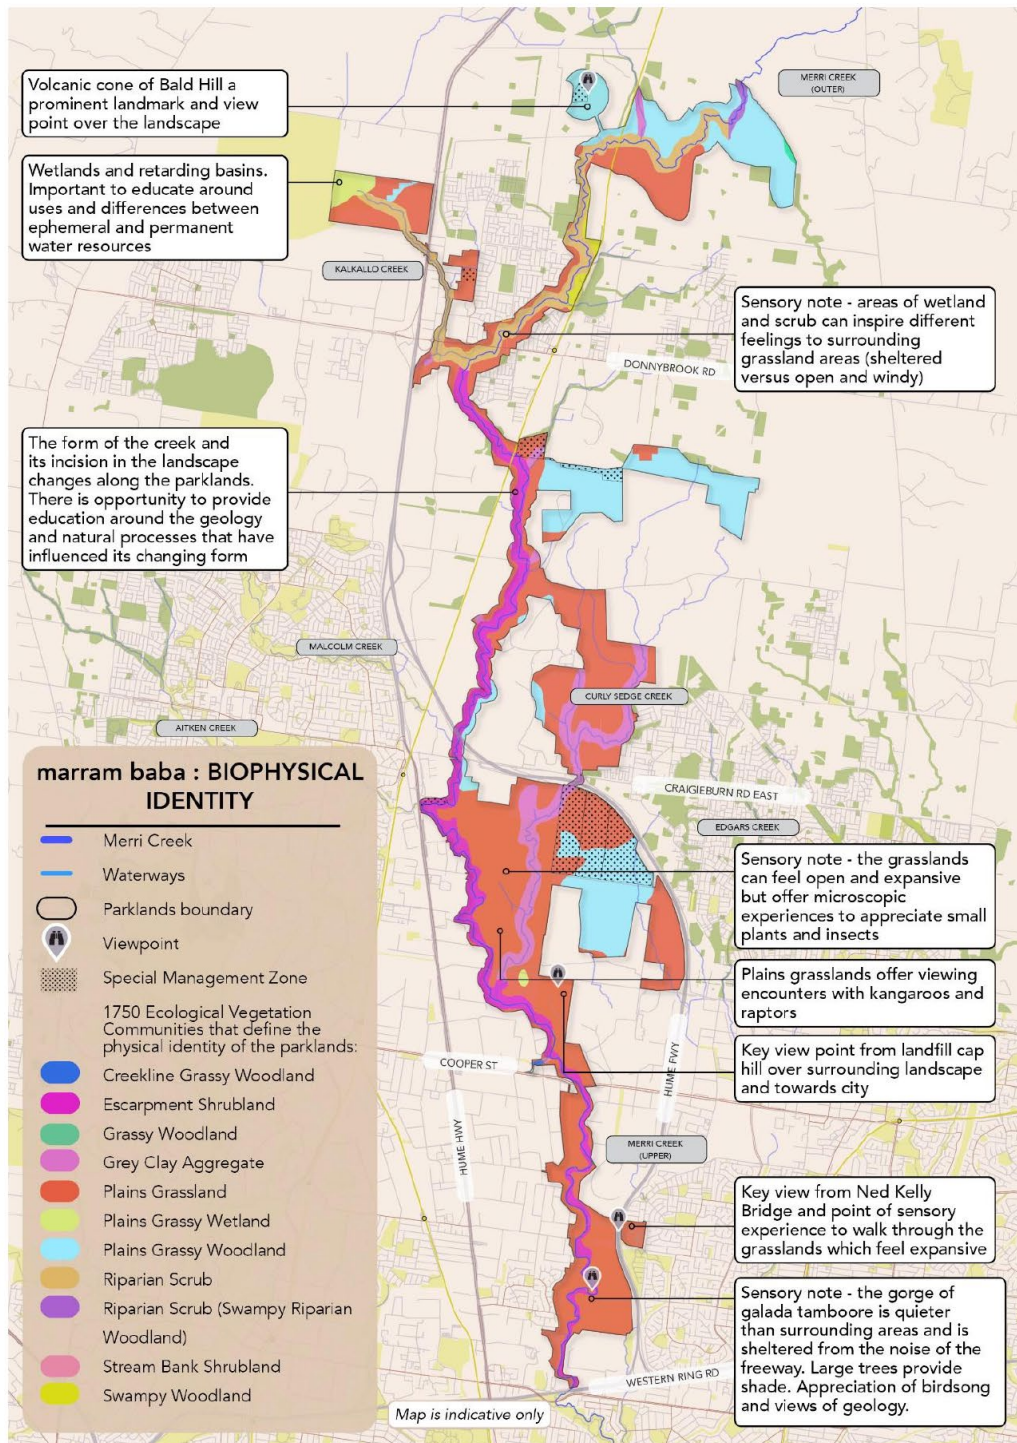 MERRI CREEK
(OUTER)
Volcanic cone of Bald Hill a
prominent landmark and view
point over the landscape
Wetlands and retarding basins.
Important to educate around
uses and differences between
ephemeral and permanent
water resources
KALKALLO CREEK
Sensory note - areas of wetland
and scrub can inspire different
feelings to surrounding
grassland areas (sheltered
versus open and windy)
DONNYBROOK RD
The form of the creek and
its incision in the landscape
changes along the parklands.
There is opportunity to provide
education around the geology
and natural processes that have
influenced its changing form
MALCOLM CREEK
CURLY SEDGE CREEK
AITKEN CREEK
CRAIGIEBURN RD EAST
EDGARS CREEK
marram baba : BIOPHYSICAL
IDENTITY
Merri Creek
Waterways
Parklands boundary
Viewpoint
Special Management Zone
1750 Ecological Vegetation
Communities that define the
physical identity of the parklands:
Creekline Grassy Woodland
Escarpment Shrubland
Grassy Woodland
Grey Clay Aggregate
Plains Grassland
Plains Grassy Wetland
Plains Grassy Woodland
Riparian Scrub
Riparian Scrub (Swampy Riparian
Woodland)
Stream Bank Shrubland
Swampy Woodland
Sensory note - the grasslands
can feel open and expansive
but offer microscopic
experiences to appreciate small
plants and insects
Plains grasslands offer viewing
encounters with kangaroos and
raptors
Key view point from landfill cap
hill over surrounding landscape
and towards city
COOPER ST
HUME FWY
HUME HWY
MERRI CREEK
(UPPER)
Key view from Ned Kelly
Bridge and point of sensory
experience to walk through the
grasslands which feel expansive
Sensory note - the gorge of
galada tamboore is quieter
than surrounding areas and is
sheltered from the noise of the
freeway. Large trees provide
shade. Appreciation of birdsong
and views of geology.
WESTERN RING RD
Map is indicative only